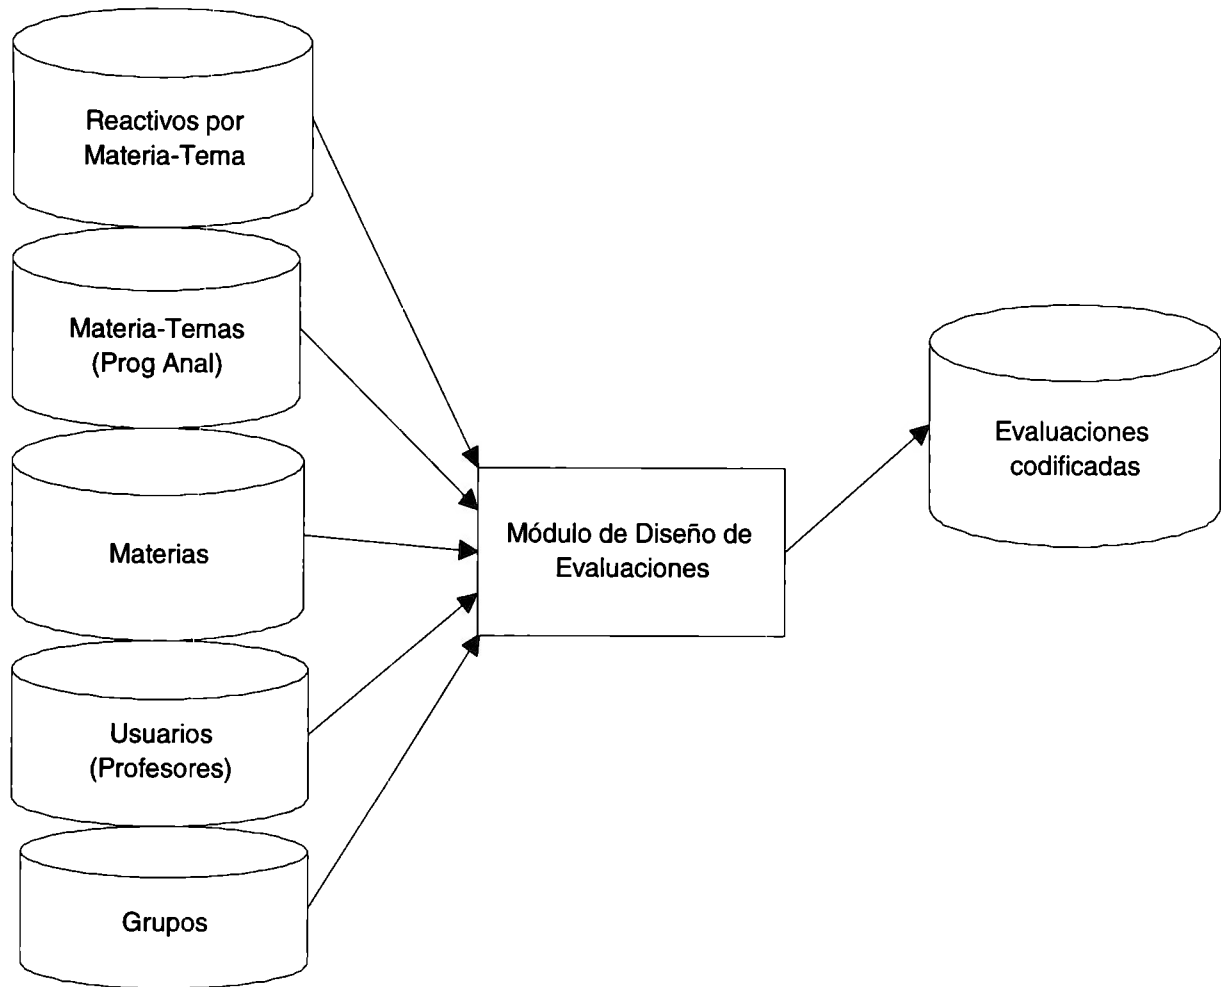 Reactivos por
Materia-Tema
Materia-Temas
(Prog Anal)
Materias
Usuarios
(Profesores)
Grupos
Módulo de Diseño de
Evaluaciones
Evaluaciones
codificadas